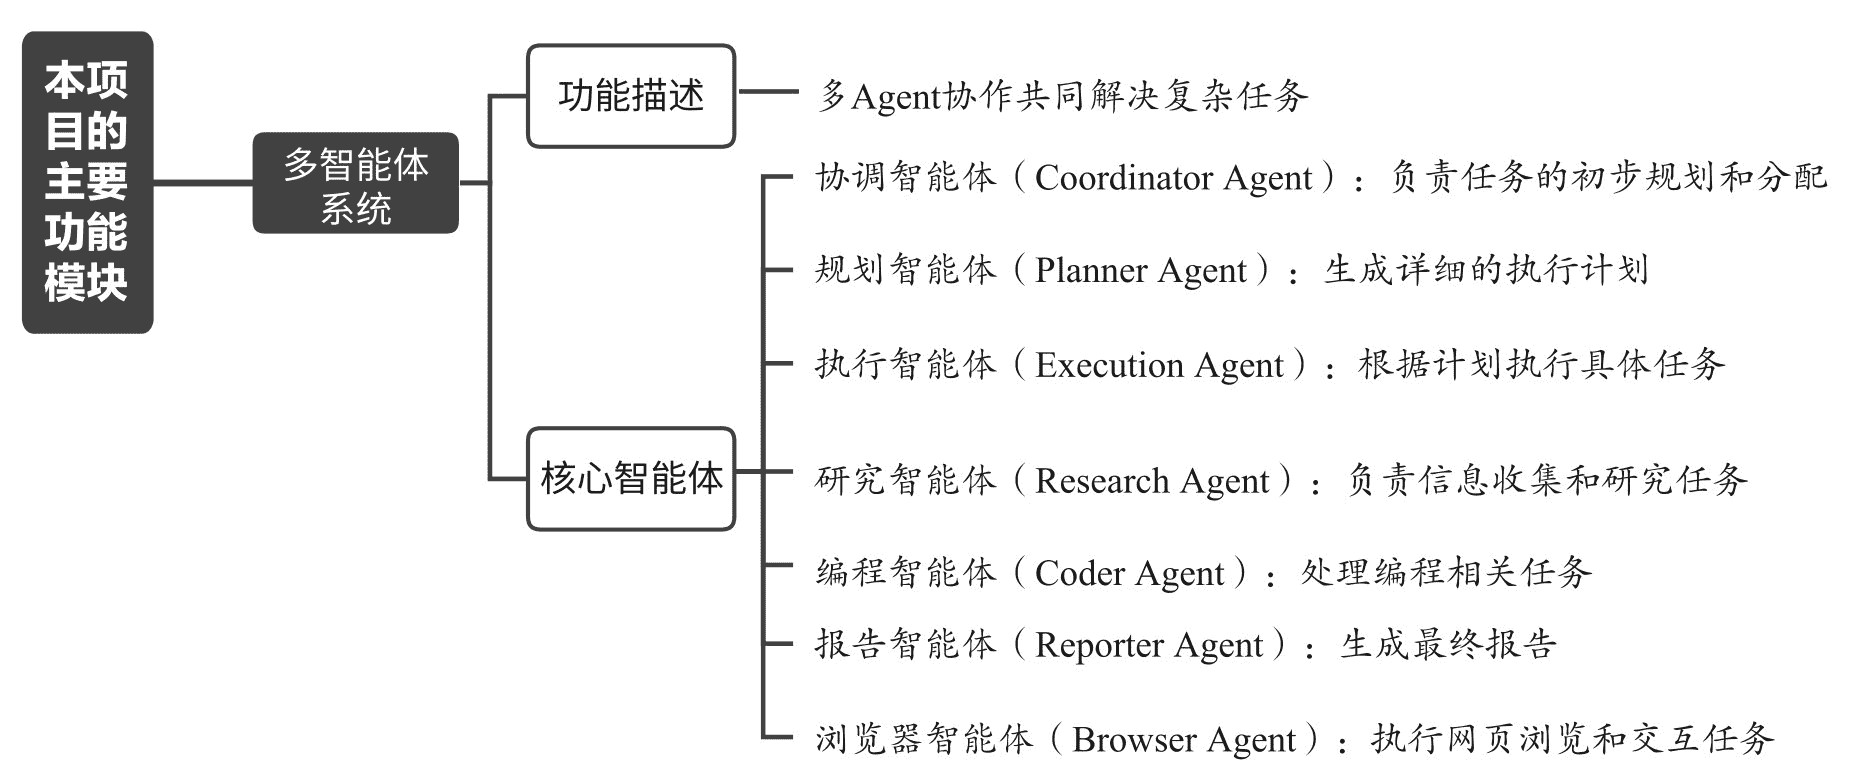 本项
目的
主要
功能
模块
多智能体
系统
功能描述
多Agent协作共同解决复杂任务
核心智能体
协调智能体（Coordinator Agent）：负责任务的初步规划和分配
规划智能体（Planner Agent）：生成详细的执行计划
执行智能体（Execution Agent）：根据计划执行具体任务
研究智能体（Research Agent）：负责信息收集和研究任务
编程智能体（Coder Agent）：处理编程相关任务
报告智能体（Reporter Agent）：生成最终报告
浏览器智能体（Browser Agent）：执行网页浏览和交互任务